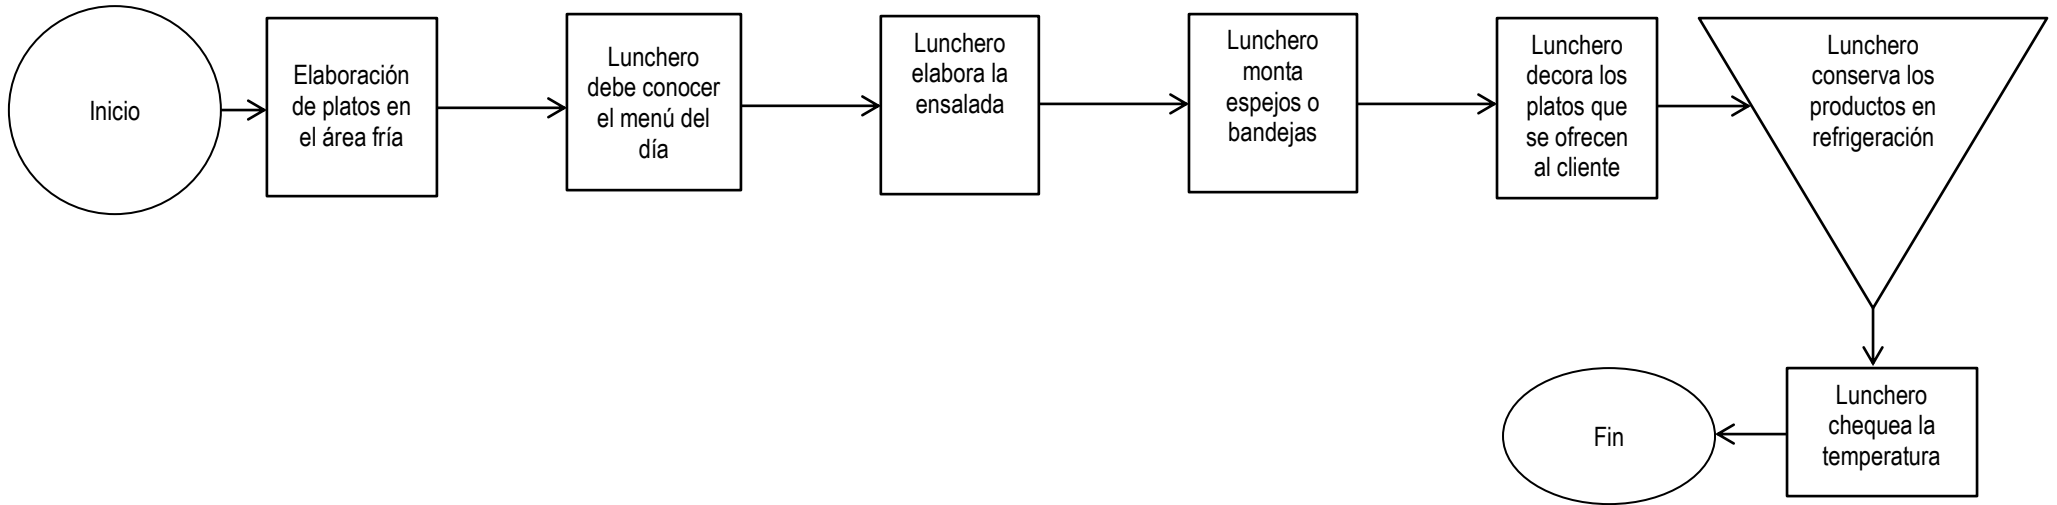 Inicio
Elaboración
de platos en
el área fría
Lunchero
debe conocer
el menú del
día
Lunchero
elabora la
ensalada
Lunchero
monta
espejos o
bandejas
Lunchero
decora los
platos que
se ofrecen
al cliente
Lunchero
conserva los
productos en
refrigeración
Lunchero
chequea la
temperatura
Fin